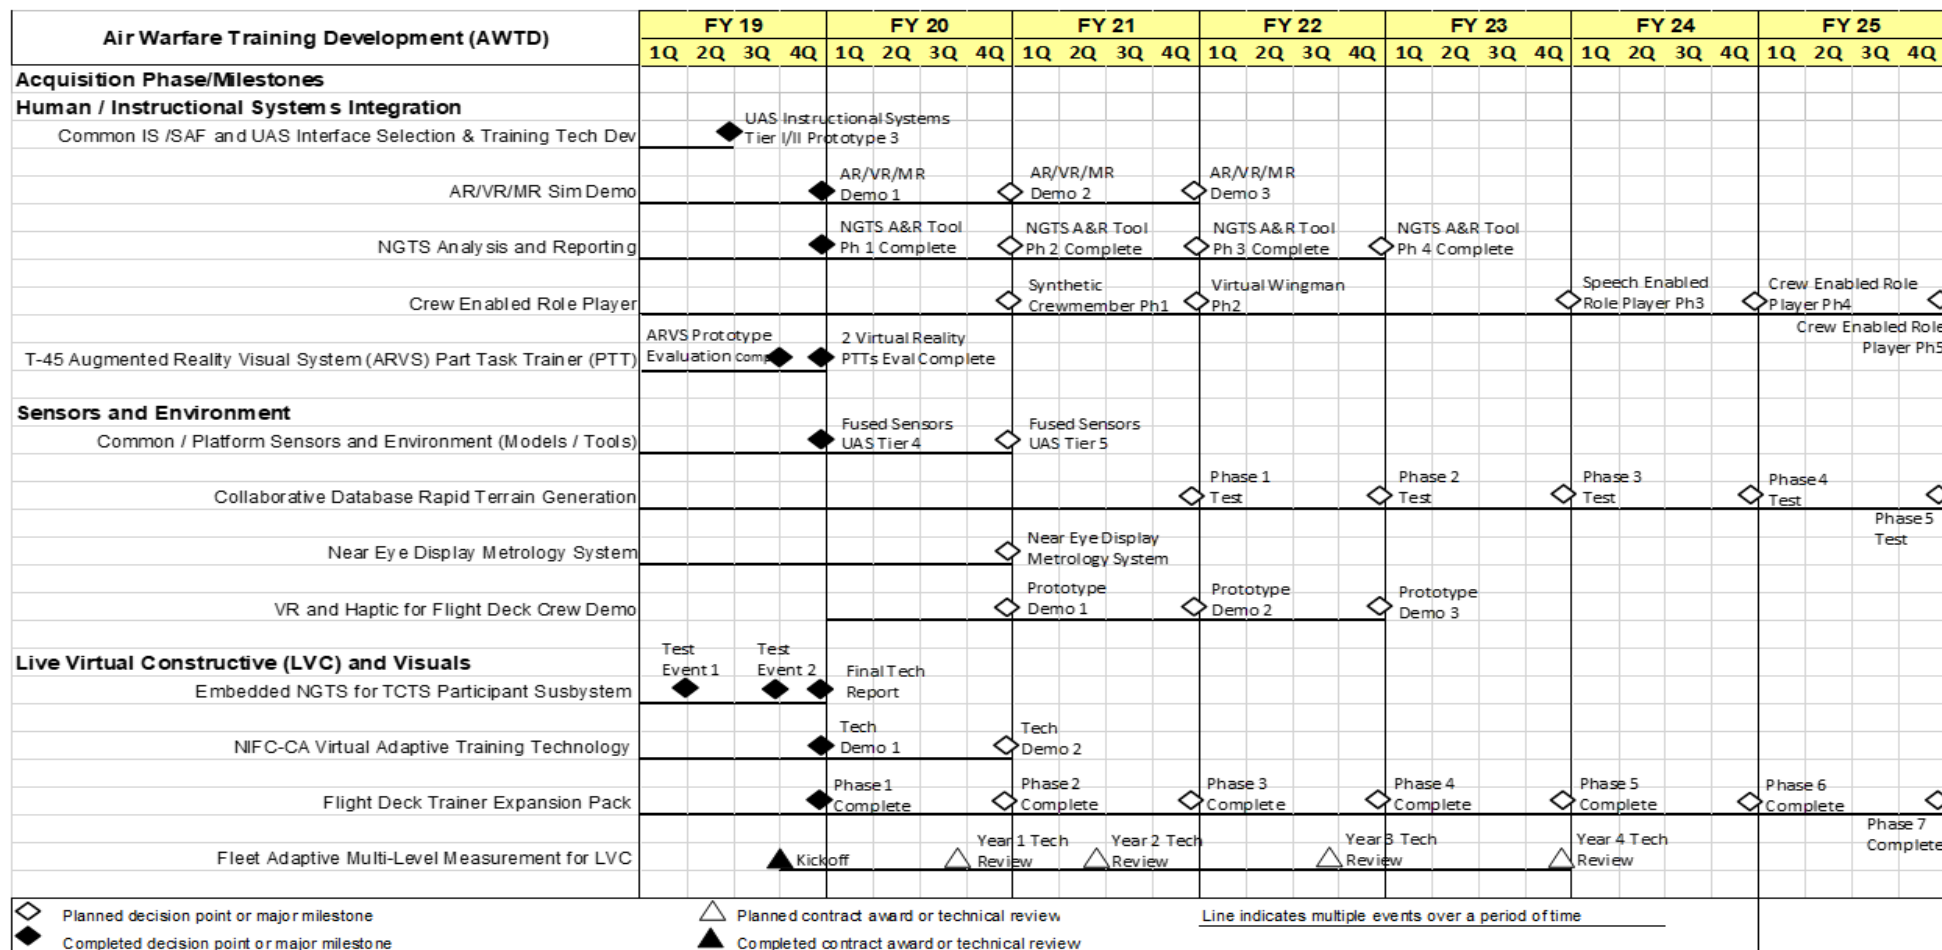 Air Warfare Training Development (AWTD)
FY 19 FY 20 FY 21 FY 22 FY 23 FY 24 FY 25
1Q 2Q 3Q 4Q 1Q 2Q 3Q 4Q 1Q 2Q 3Q 4Q 1Q 2Q 3Q 4Q 1Q 2Q 3Q 4Q 1Q 2Q 3Q 4Q 1Q 2Q 3Q 4Q
Acquisition Phase/Milestones
Human / Instructional Systems Integration
Common IS /SAF and UAS Interface Selection & Training Tech Dev
UAS Instructional Systems
Tier I/II Prototype 3
AR/VR/MR Sim Demo
AR/VR/MR
Demo 1
AR/VR/MR
Demo 2
AR/VR/MR
Demo 3
NGTS Analysis and Reporting
NGTS A&R Tool
Ph 1 Complete
NGTS A&R Tool
Ph 2 Complete
NGTS A&R Tool
Ph 3 Complete
NGTS A&R Tool
Ph 4 Complete
Crew Enabled Role Player
Synthetic
Crewmember Ph1
Virtual Wingman
Ph2
Speech Enabled
Role Player Ph3
Crew Enabled Role
Player Ph4
Crew Enabled Role
Player Ph5
T-45 Augmented Reality Visual System (ARVS) Part Task Trainer (PTT)
ARVS Prototype
Evaluation Comp
2 Virtual Reality
PTTs Eval Complete
Sensors and Environment
Common / Platform Sensors and Environment (Models / Tools)
Fused Sensors
UAS Tier 4
Fused Sensors
UAS Tier 5
Collaborative Database Rapid Terrain Generation
Phase 1
Test
Phase 2
Test
Phase 3
Test
Phase 4
Test
Phase 5
Test
Near Eye Display Metrology System
Near Eye Display
Metrology System
VR and Haptic for Flight Deck Crew Demo
Prototype
Demo 1
Prototype
Demo 2
Prototype
Demo 3
Live Virtual Constructive (LVC) and Visuals
Embedded NGTS for TCTS Participant Susbystem
Test
Event 1
Test
Event 2
Final Tech
Report
NIFC-CA Virtual Adaptive Training Technology
Tech
Demo 1
Tech
Demo 2
Flight Deck Trainer Expansion Pack
Phase 1
Complete
Phase 2
Complete
Phase 3
Complete
Phase 4
Complete
Phase 5
Complete
Phase 6
Complete
Phase 7
Complete
Fleet Adaptive Multi-Level Measurement for LVC
Kickoff
Year 1 Tech
Review
Year 2 Tech
Review
Year 3 Tech
Review
Year 4 Tech
Review
Planned decision point or major milestone
Completed decision point or major milestone
Planned contract award or technical review
Completed contract award or technical review
Line indicates multiple events over a period of time